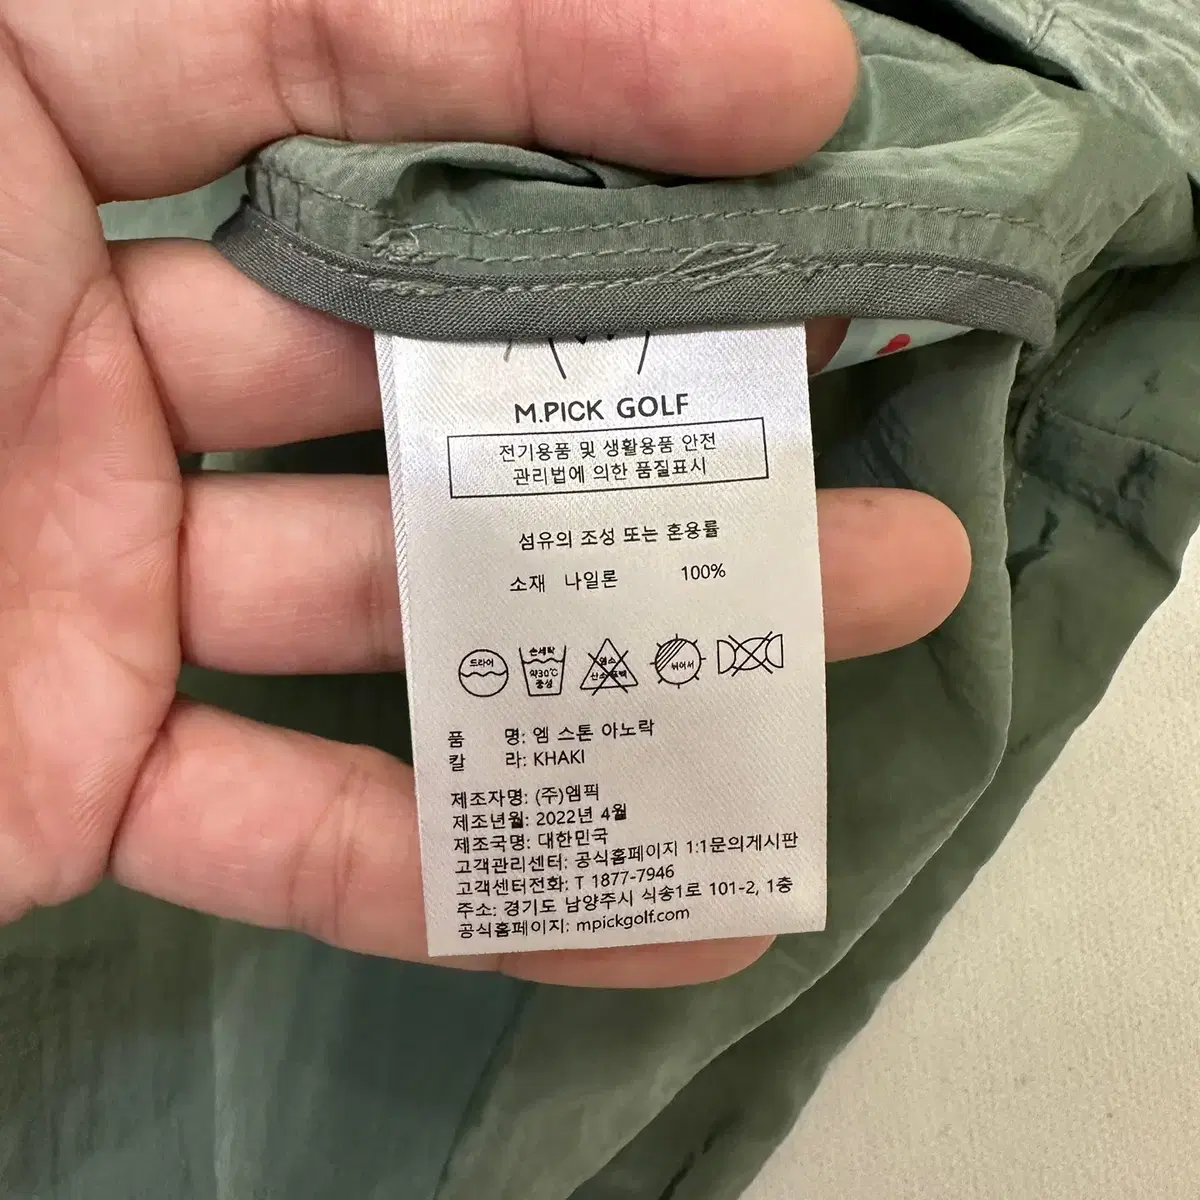 M.PICK GOLF
전기용품 및 생활용품 안전
관리법에 의한 품질표시
섬유의 조성 또는 혼용률
소재 나일론 100%
드라이
손세탁
약30℃
중성
염소
산소표백
뉘어서
품 명: 엠 스톤 아노락
칼 라: KHAKI
제조자명: (주)엠픽
제조년월: 2022년 4월
제조국명: 대한민국
고객관리센터: 공식홈페이지 1:1문의게시판
고객센터전화: T 1877-7946
주소: 경기도 남양주시 식송1로 101-2, 1층
공식홈페이지: mpickgolf.com